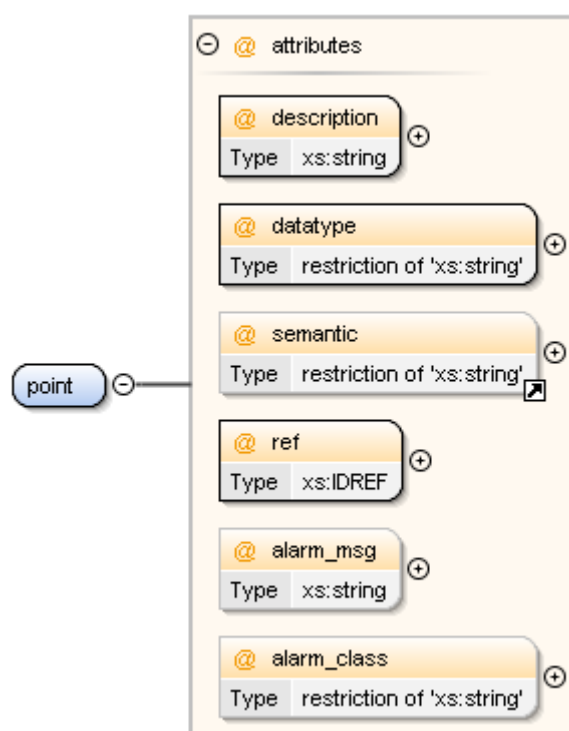 @ attributes
@ description
Type xs:string
@ datatype
Type restriction of 'xs:string'
@ semantic
Type restriction of 'xs:string'
point
@ ref
Type xs:IDREF
@ alarm_msg
Type xs:string
@ alarm_class
Type restriction of 'xs:string'